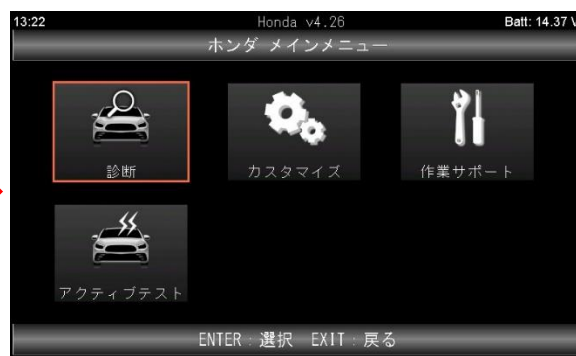 13:22 Honda v4.26 Batt: 14.37 V
ホンダ メインメニュー
診断 カスタマイズ 作業サポート
アクティブテスト
ENTER：選択 EXIT：戻る